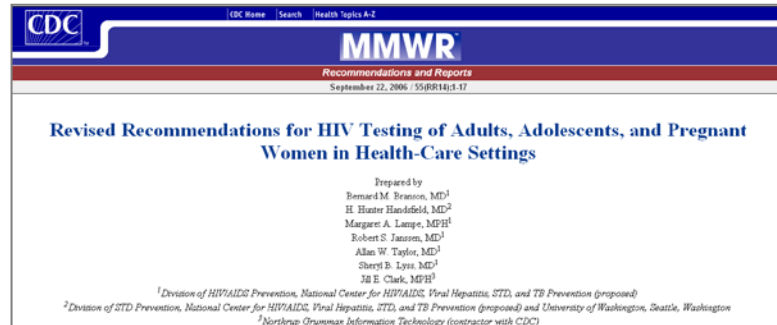 CDC
CDC Home Search Health Topics A-Z
MMWR
Recommendations and Reports
September 22, 2006 / 55(RR14);1-17
Revised Recommendations for HIV Testing of Adults, Adolescents, and Pregnant
Women in Health-Care Settings
Prepared by
Bernard M. Branson, MD1
H. Hunter Handsfield, MD2
Margaret A. Lampe, MPH1
Robert S. Janssen, MD1
Allan W. Taylor, MD1
Sheryl B. Lyss, MD1
Jill E. Clark, MPH3
1Division of HIV/AIDS Prevention, National Center for HIV/AIDS, Viral Hepatitis, STD, and TB Prevention (proposed)
2Division of STD Prevention, National Center for HIV/AIDS, Viral Hepatitis, STD, and TB Prevention (proposed) and University of Washington, Seattle, Washington
3Northrup Grumman Information Technology (contractor with CDC)